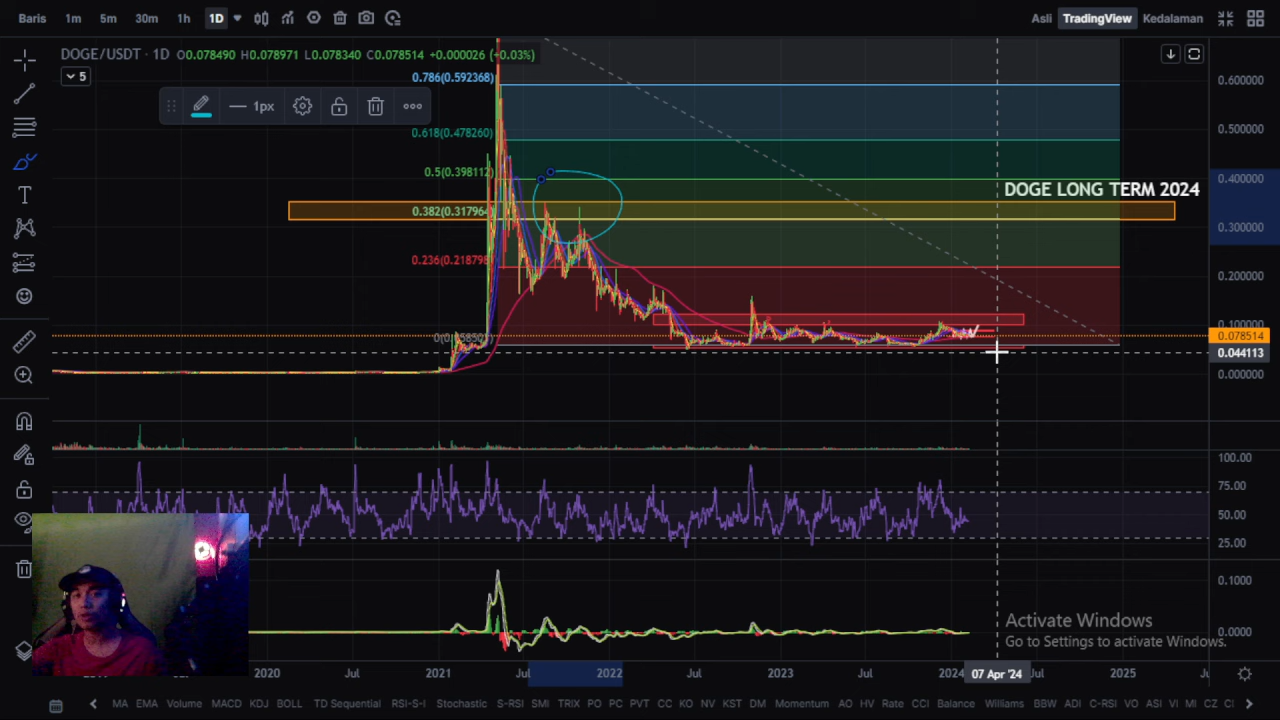 Baris 1m 5m 30m 1h 1D Asli TradingView Kedalaman
DOGE/USDT · 1D O0.078490 H0.078971 L0.078340 C0.078514 +0.000026 (+0.03%)
5
0.786(0.592368)
1px
0.618(0.478260)
0.5(0.398112)
0.382(0.317964)
0.236(0.218798)
DOGE LONG TERM 2024
0.600000
0.500000
0.400000
0.300000
0.200000
0.100000
0.078514
0.044113
0.000000
100.00
75.00
50.00
25.00
0.1000
0.0000
Activate Windows
Go to Settings to activate Windows.
2020 Jul 2021 Jul 2022 Jul 2023 Jul 2024 07 Apr '24 Jul 2025
MA EMA Volume MACD KDJ BOLL TD Sequential RSI-S-I Stochastic S-RSI SMI TRIX PO PC PVT CC KO NV KST DM Momentum AO HV Rate CCI Balance Williams BBW ADI C-RSI VO ASI VI MI CZ